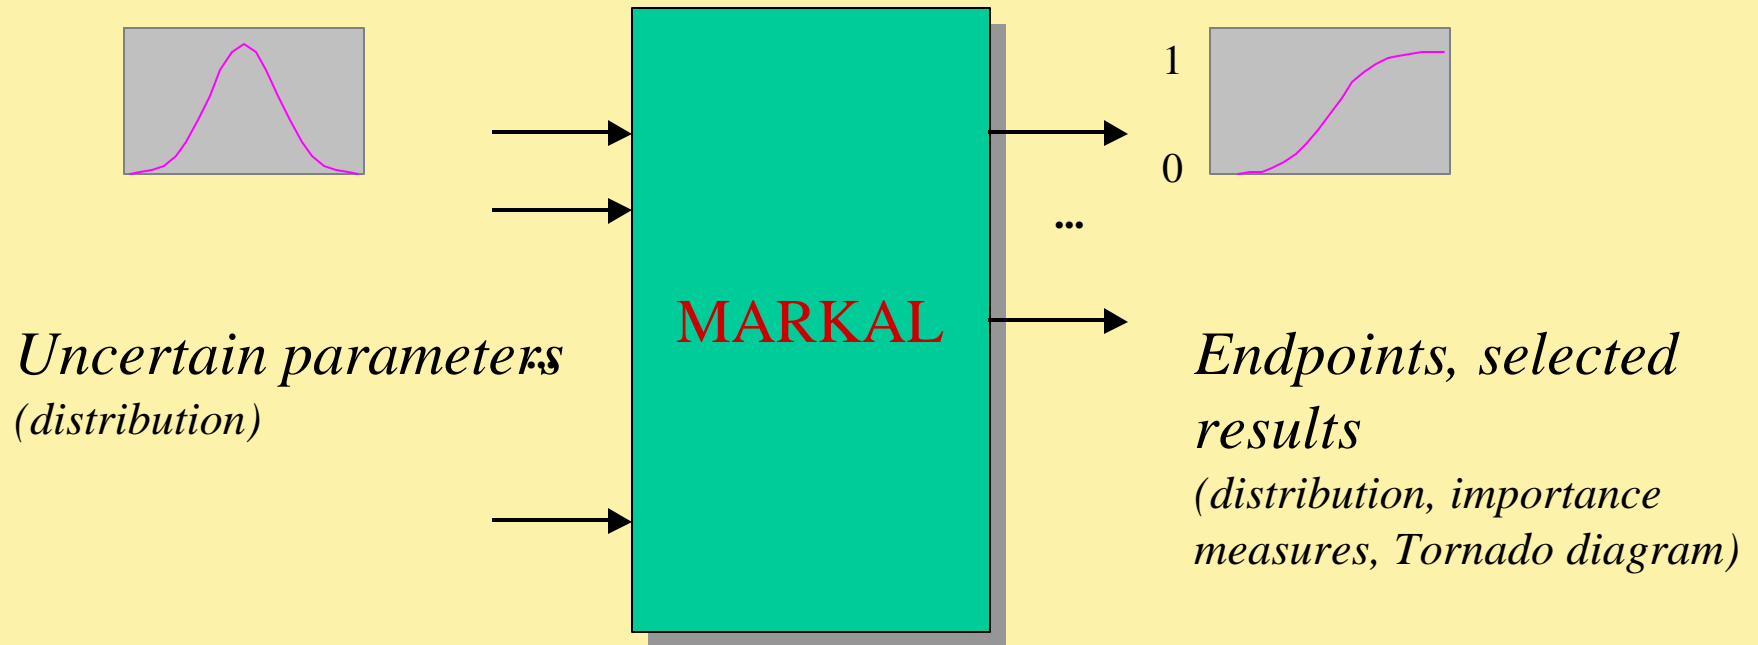 1
0
...
MARKAL
Uncertain parameters
...
(distribution)
Endpoints, selected
results
(distribution, importance
measures, Tornado diagram)